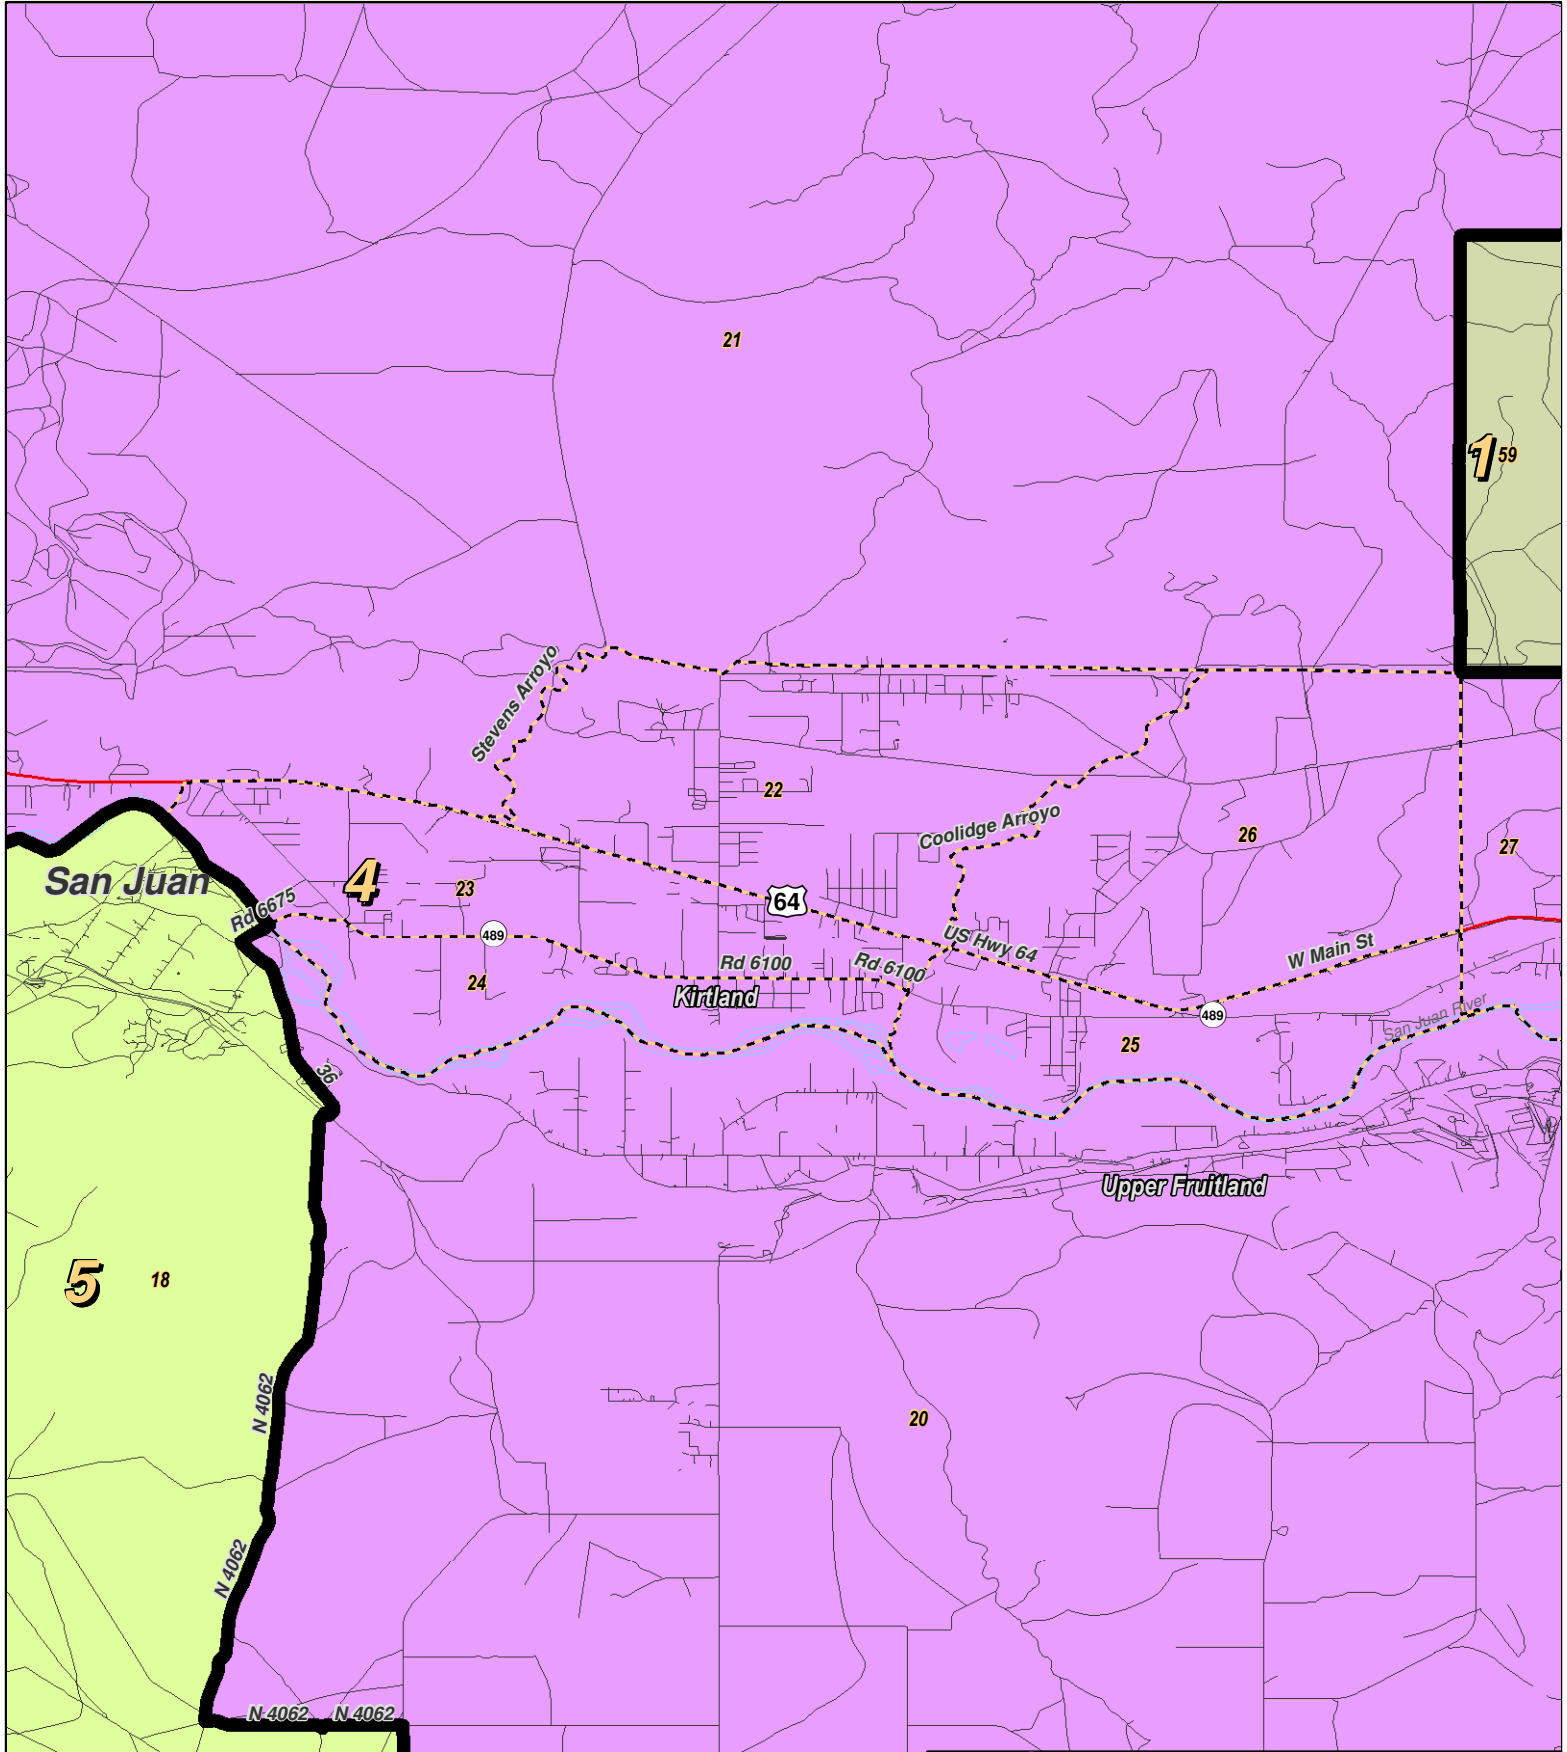 21
1
59
Stevens Arroyo
22
Coolidge Arroyo
26
27
San Juan
4
23
64
Rd 6675
489
US Hwy 64
W Main St
Rd 6100
Rd 6100
24
Kirtland
489
San Juan River
25
36
Upper Fruitland
5
18
N 4062
20
N 4062
N 4062
N 4062